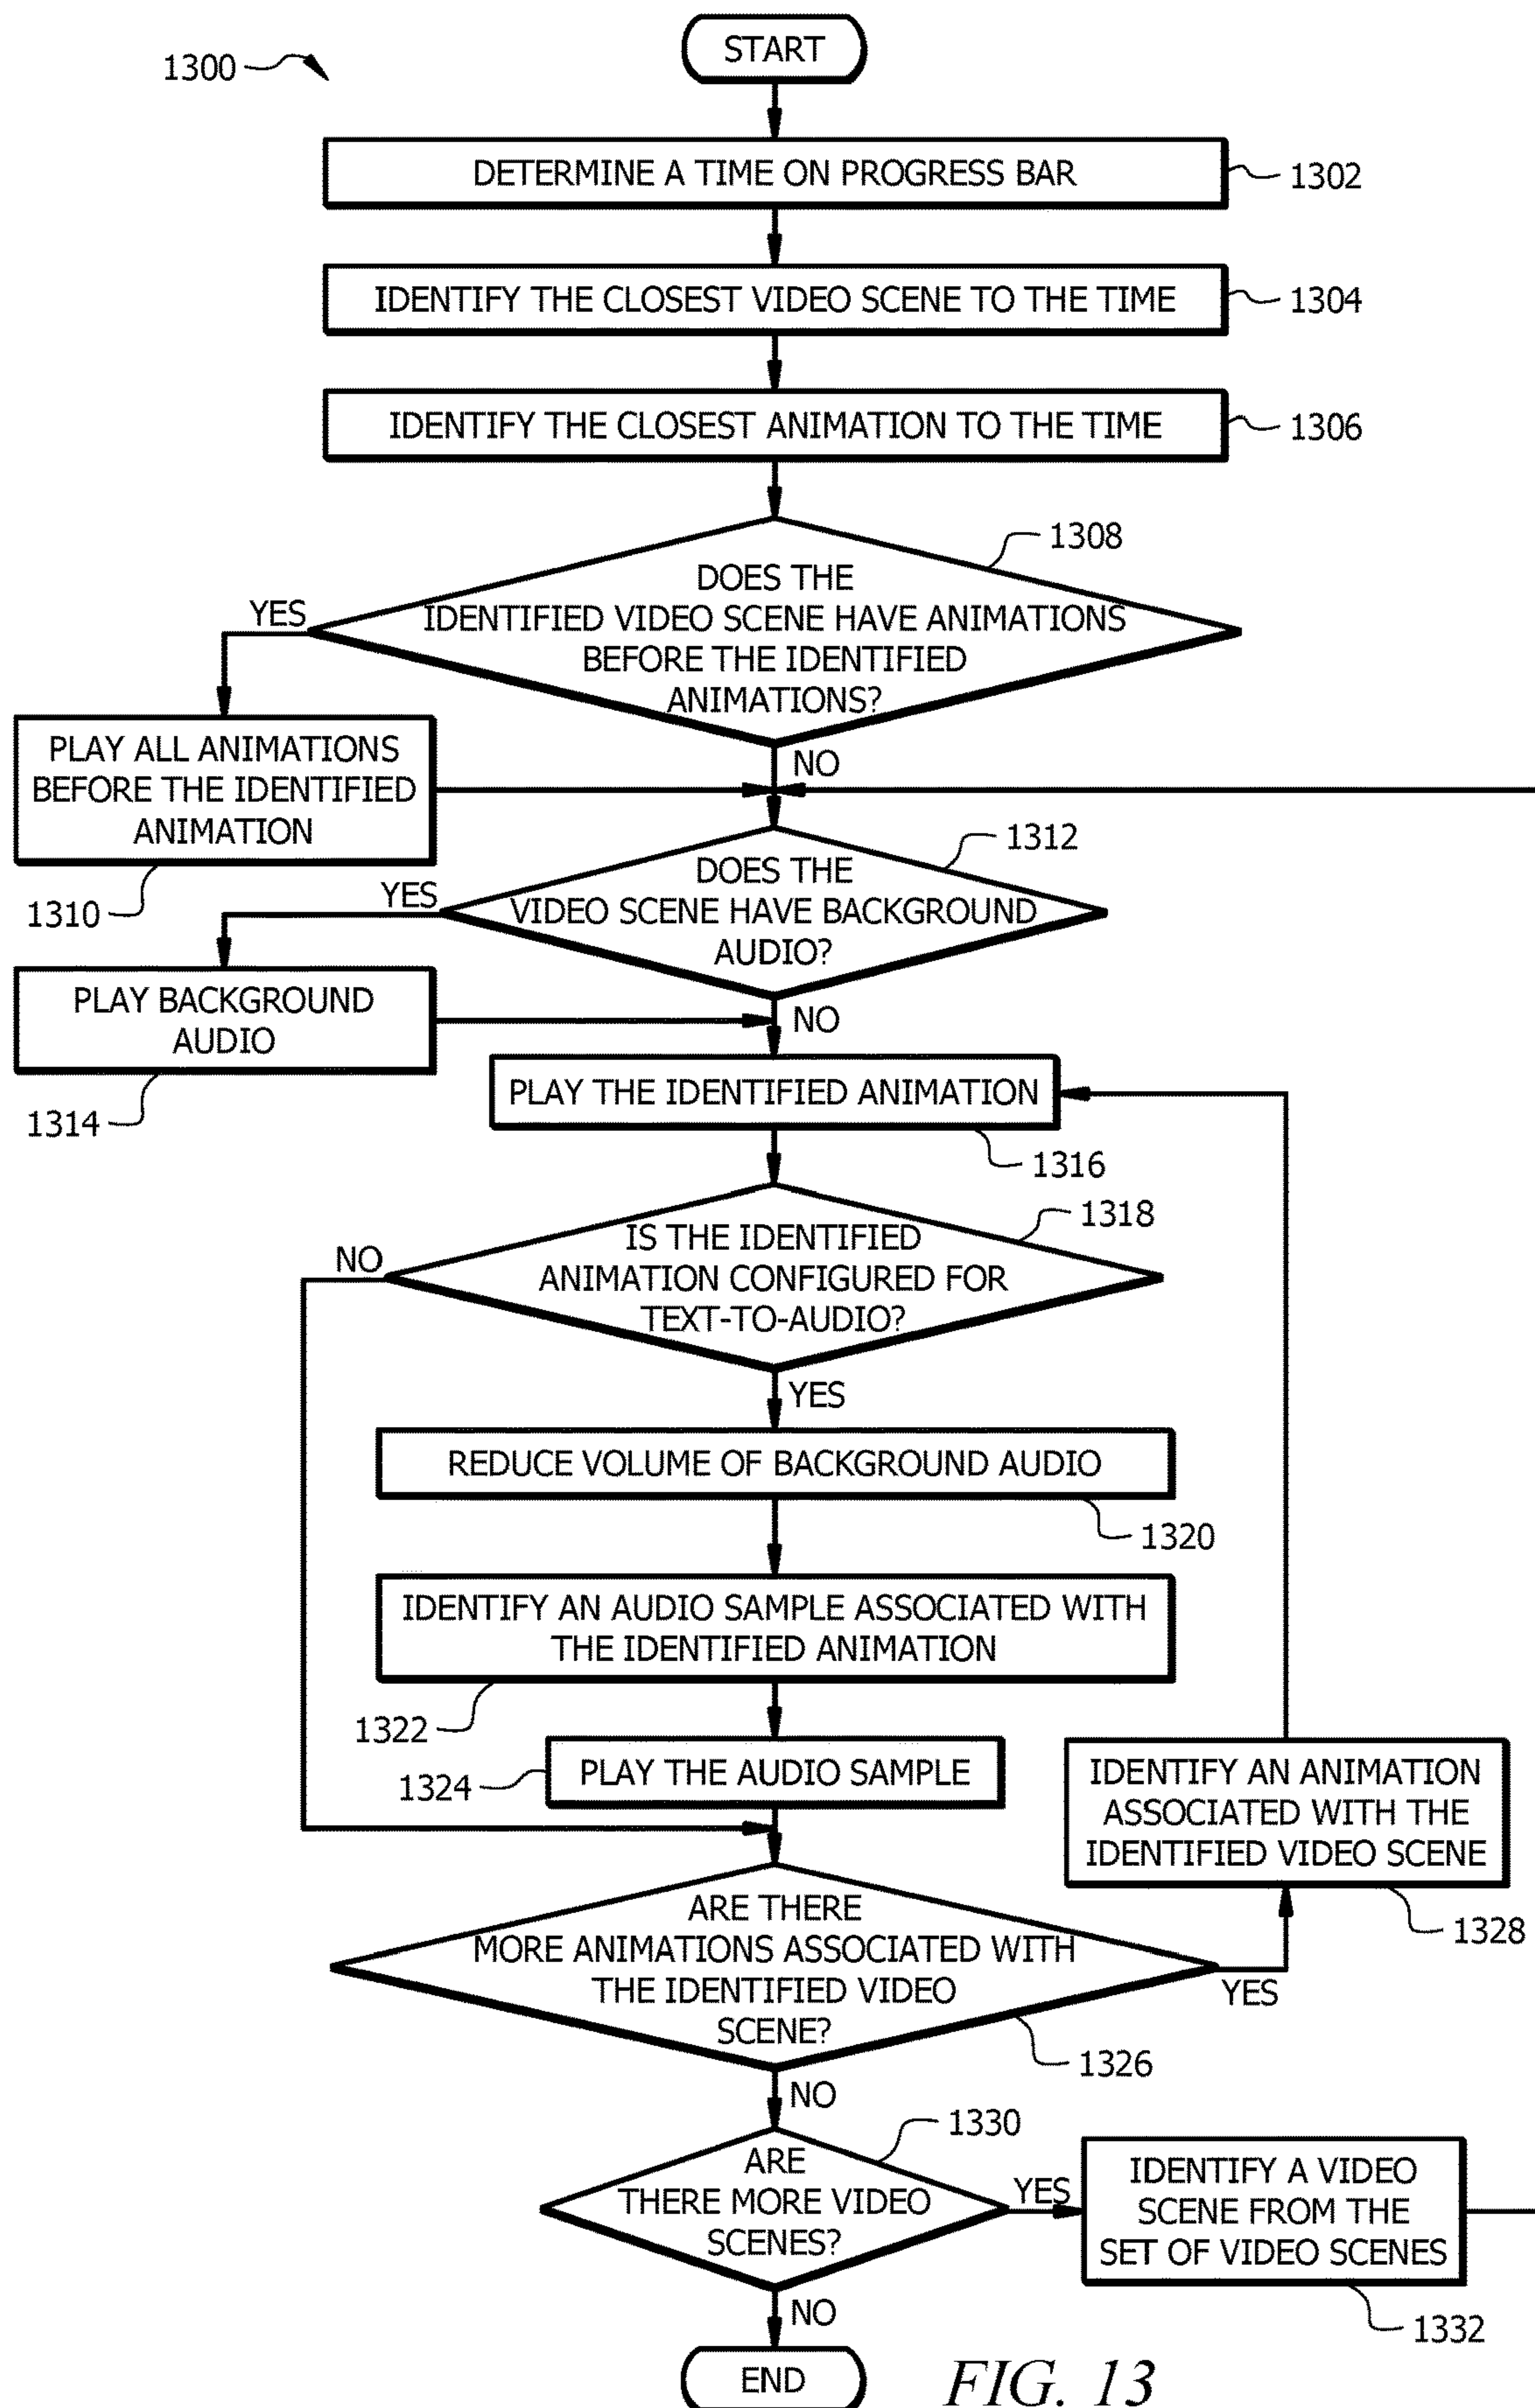 START
1300
DETERMINE A TIME ON PROGRESS BAR
1302
IDENTIFY THE CLOSEST VIDEO SCENE TO THE TIME
1304
IDENTIFY THE CLOSEST ANIMATION TO THE TIME
1306
1308
DOES THE
IDENTIFIED VIDEO SCENE HAVE ANIMATIONS
BEFORE THE IDENTIFIED
ANIMATIONS?
YES
NO
PLAY ALL ANIMATIONS
BEFORE THE IDENTIFIED
ANIMATION
1310
1312
DOES THE
VIDEO SCENE HAVE BACKGROUND
AUDIO?
YES
NO
PLAY BACKGROUND
AUDIO
1314
PLAY THE IDENTIFIED ANIMATION
1316
1318
IS THE IDENTIFIED
ANIMATION CONFIGURED FOR
TEXT-TO-AUDIO?
NO
YES
REDUCE VOLUME OF BACKGROUND AUDIO
1320
IDENTIFY AN AUDIO SAMPLE ASSOCIATED WITH
THE IDENTIFIED ANIMATION
1322
PLAY THE AUDIO SAMPLE
1324
IDENTIFY AN ANIMATION
ASSOCIATED WITH THE
IDENTIFIED VIDEO SCENE
1328
ARE THERE
MORE ANIMATIONS ASSOCIATED WITH
THE IDENTIFIED VIDEO
SCENE?
YES
1326
NO
1330
ARE
THERE MORE VIDEO
SCENES?
YES
IDENTIFY A VIDEO
SCENE FROM THE
SET OF VIDEO SCENES
1332
NO
END
FIG. 13